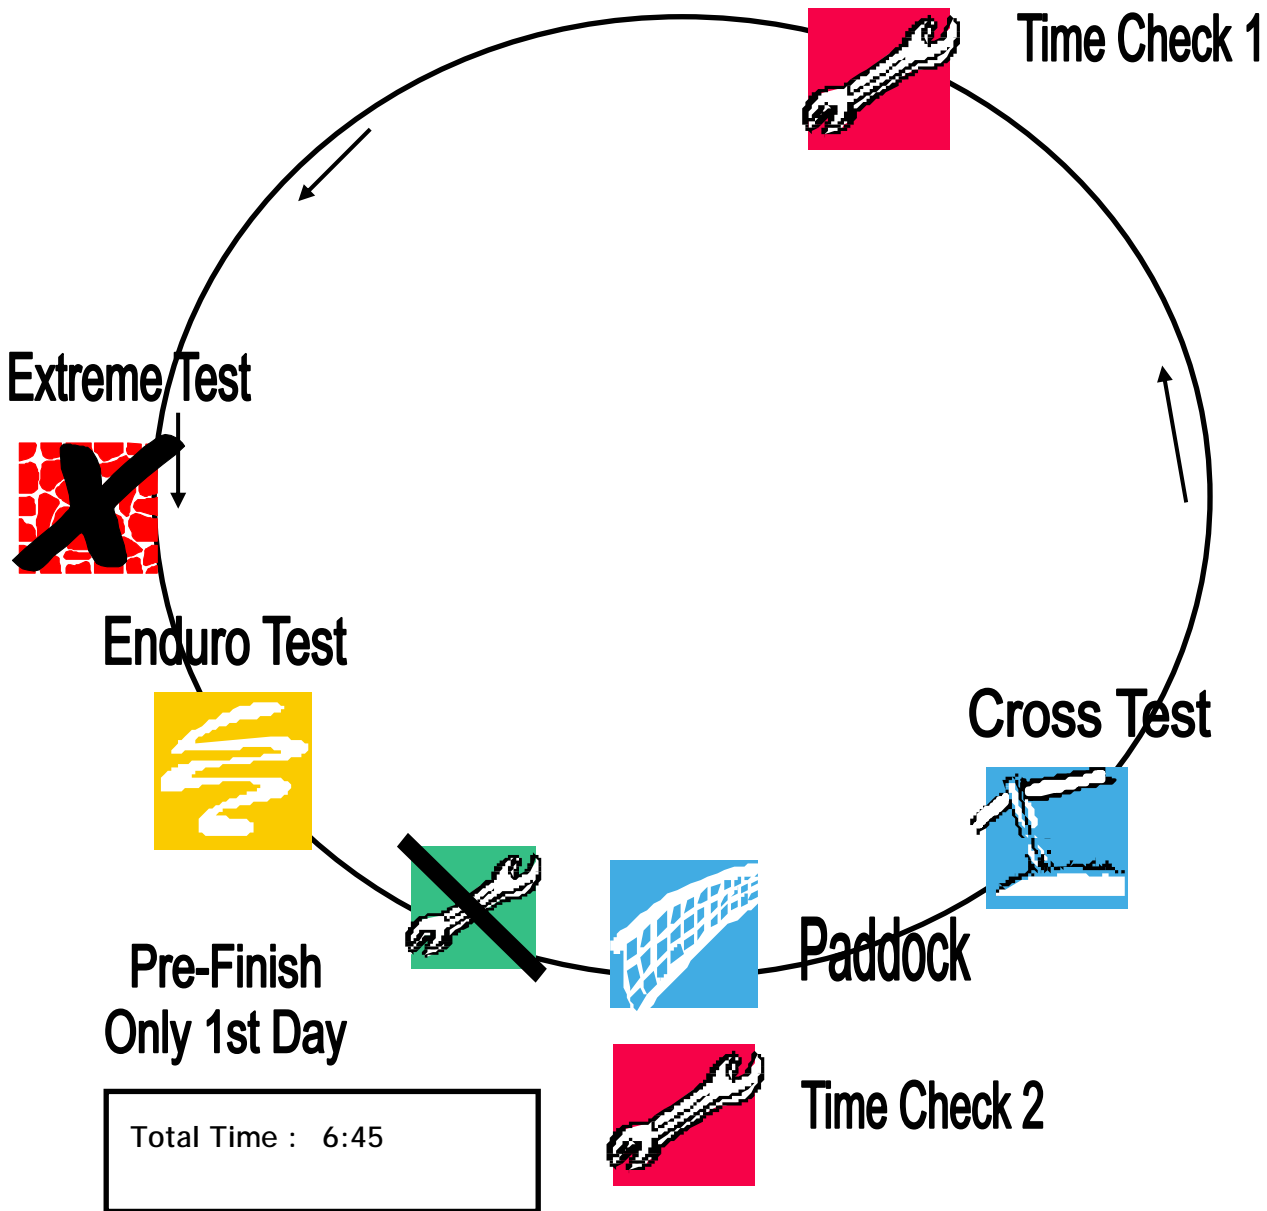 Time Check 1
Extreme Test
Enduro Test
Cross Test
Paddock
Pre-Finish
Only 1st Day
Time Check 2
Total Time : 6:45